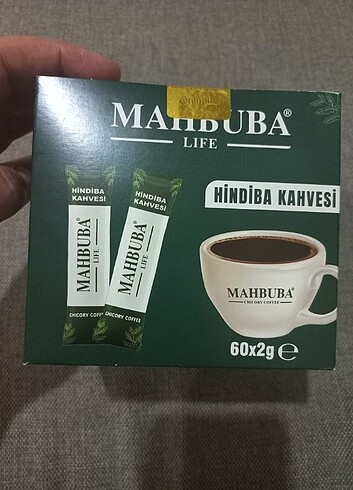 Original
MAHBUBA®
LIFE
HİNDİBA KAHVESİ
HİNDİBA
KAHVESİ
MAHBUBA
LIFE
CHICORY COFFEE
HİNDİBA
KAHVESİ
MAHBUBA
LIFE
CHICORY COFFEE
MAHBUBA®
CHICORY COFFEE
60x2g ℮